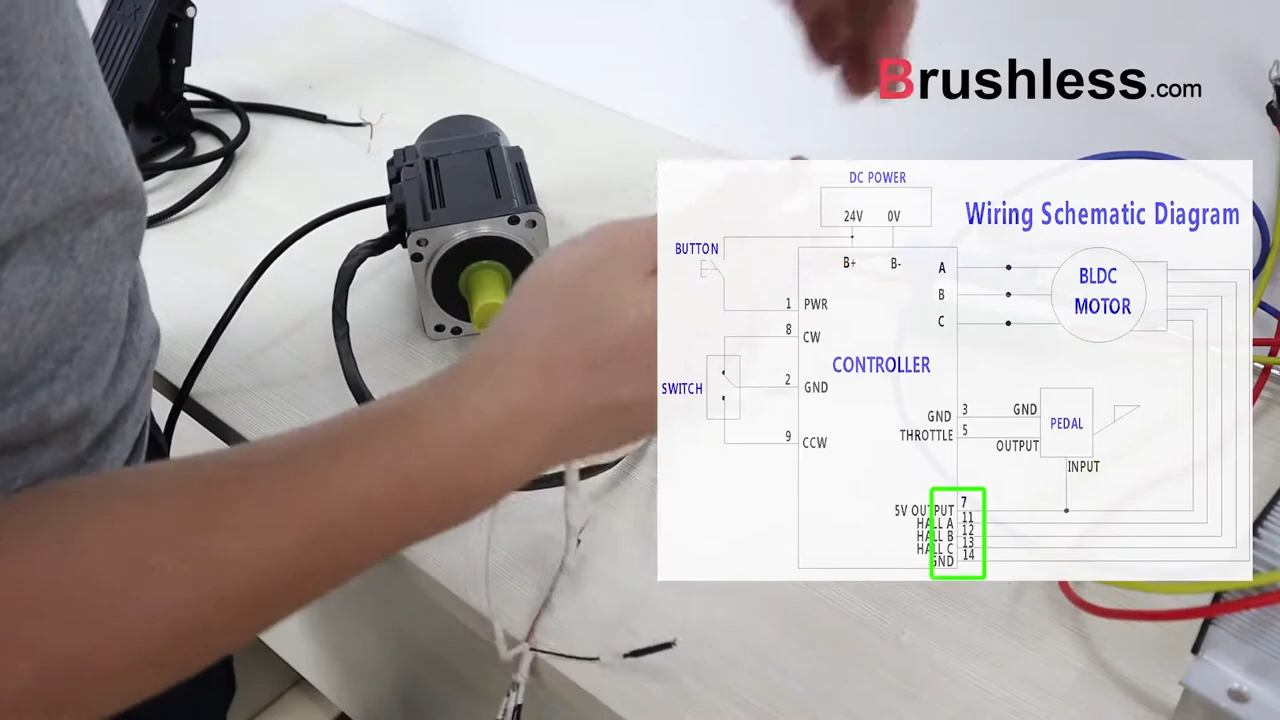 Brushless.com
DC POWER
24V 0V
Wiring Schematic Diagram
BUTTON
B+ B-
A
B
C
BLDC
MOTOR
1 PWR
8 CW
CONTROLLER
SWITCH
2 GND
9 CCW
GND 3
THROTTLE 5
GND
PEDAL
OUTPUT
INPUT
5V OUTPUT 7
HALL A 11
HALL B 12
HALL C 13
GND 14